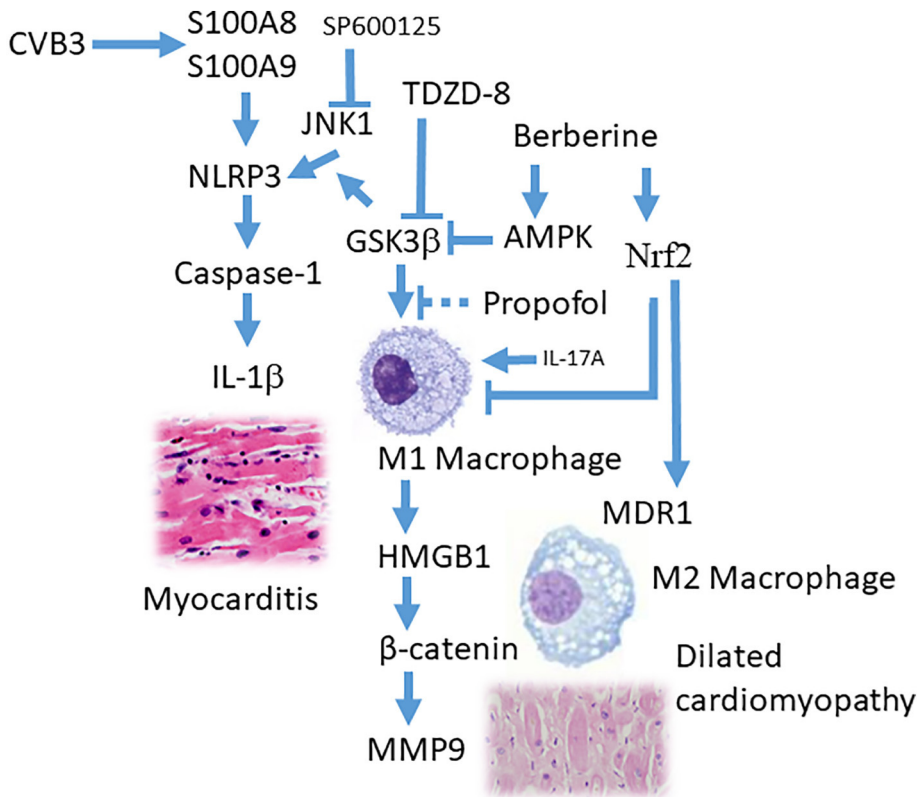 CVB3
S100A8
S100A9
SP600125
TDZD-8
JNK1
Berberine
NLRP3
GSK3β
AMPK
Nrf2
Caspase-1
Propofol
IL-1β
IL-17A
M1 Macrophage
MDR1
HMGB1
M2 Macrophage
Myocarditis
β-catenin
Dilated
cardiomyopathy
MMP9